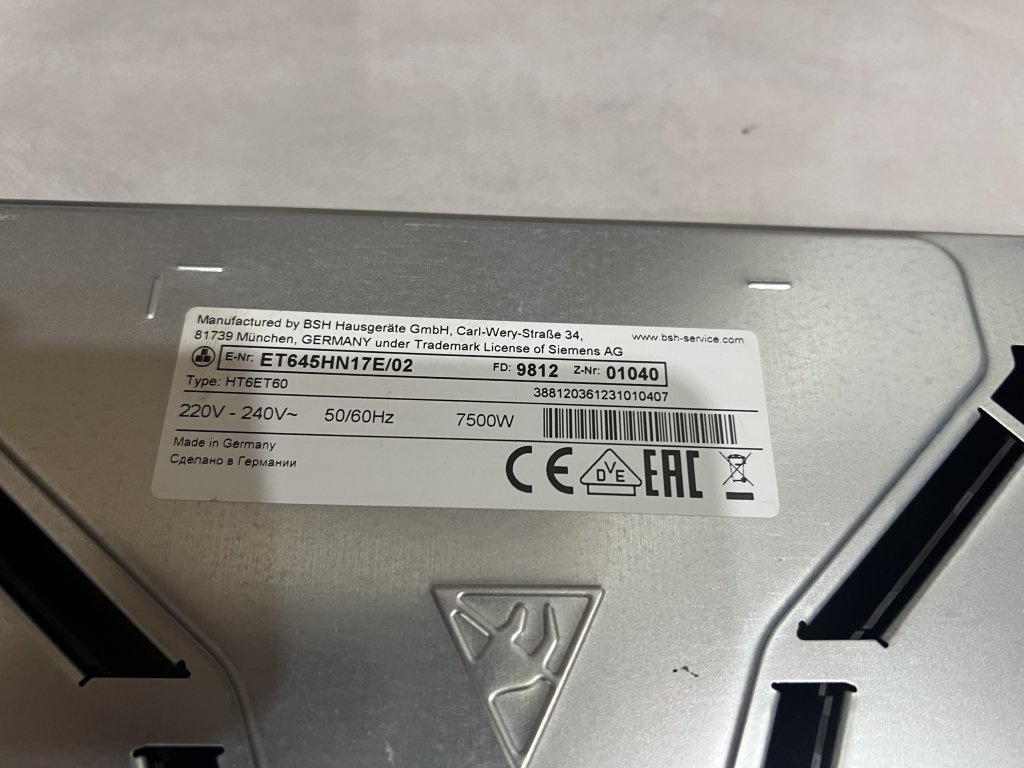 Manufactured by BSH Hausgeräte GmbH, Carl-Wery-Straße 34,
81739 München, GERMANY under Trademark License of Siemens AG
www.bsh-service.com
E-Nr: ET645HN17E/02 FD: 9812 Z-Nr: 01040
Type: HT6ET60 388120361231010407
220V - 240V~ 50/60Hz 7500W
Made in Germany
Сделано в Германии
CE DVE EAC